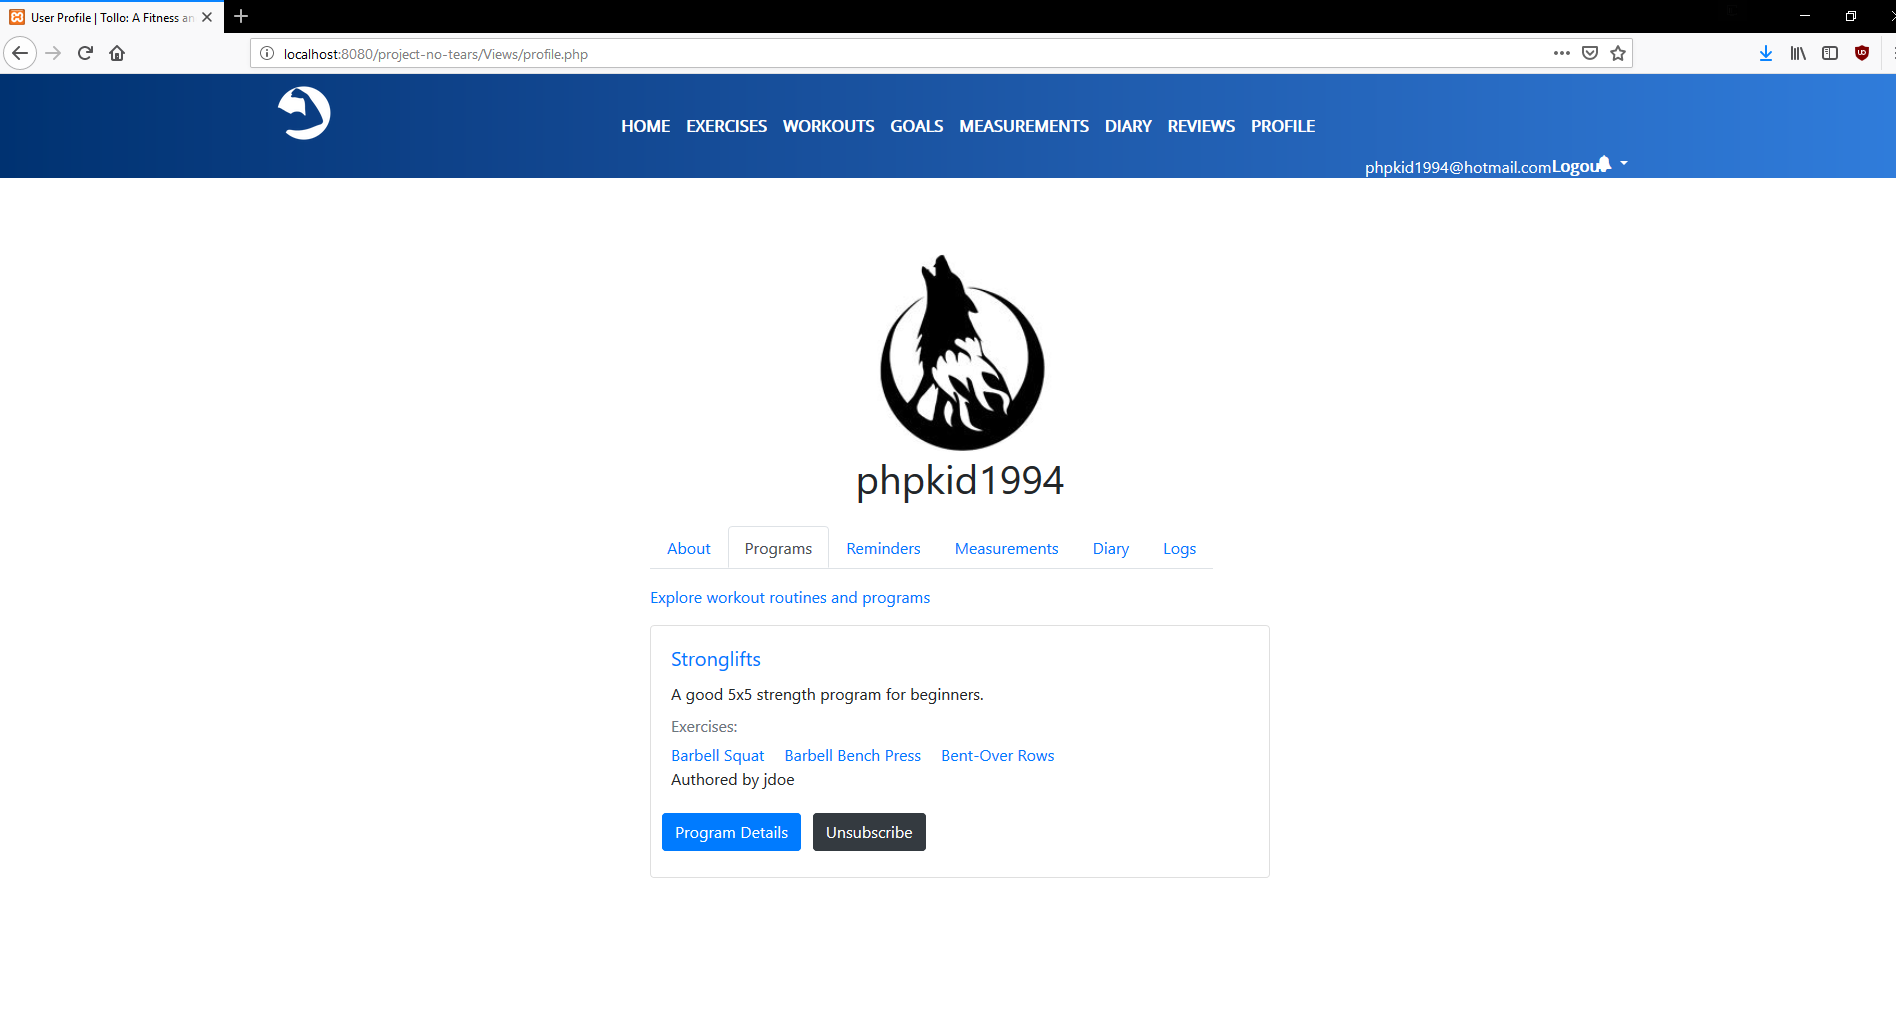 User Profile | Tollo: A Fitness an
localhost:8080/project-no-tears/Views/profile.php
HOME EXERCISES WORKOUTS GOALS MEASUREMENTS DIARY REVIEWS PROFILE
phpkid1994@hotmail.com Logout
phpkid1994
About Programs Reminders Measurements Diary Logs
Explore workout routines and programs
Stronglifts
A good 5x5 strength program for beginners.
Exercises:
Barbell Squat Barbell Bench Press Bent-Over Rows
Authored by jdoe
Program Details Unsubscribe